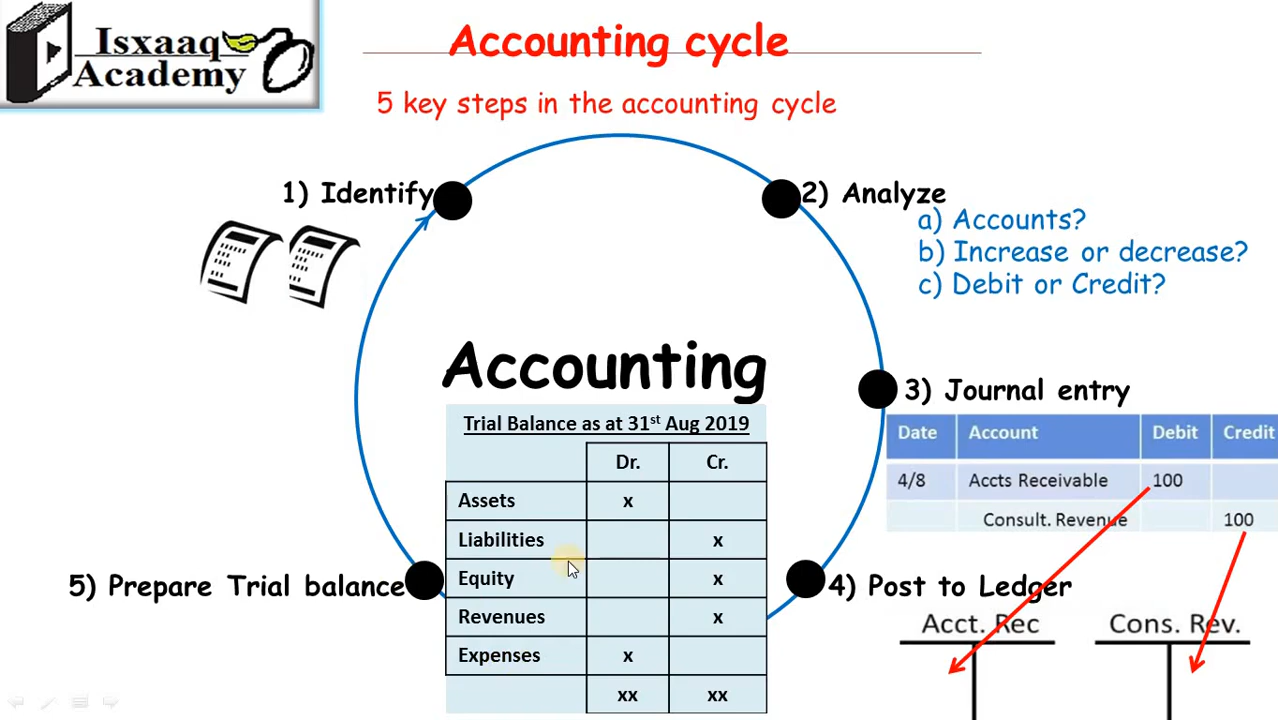 Isxaaq
Academy
Accounting cycle
5 key steps in the accounting cycle
1) Identify
2) Analyze
a) Accounts?
b) Increase or decrease?
c) Debit or Credit?
Accounting
3) Journal entry
Date Account Debit Credit
4/8 Accts Receivable 100
Consult. Revenue 100
4) Post to Ledger
Acct. Rec Cons. Rev.
5) Prepare Trial balance
Trial Balance as at 31st Aug 2019
Dr. Cr.
Assets x
Liabilities x
Equity x
Revenues x
Expenses x
xx xx